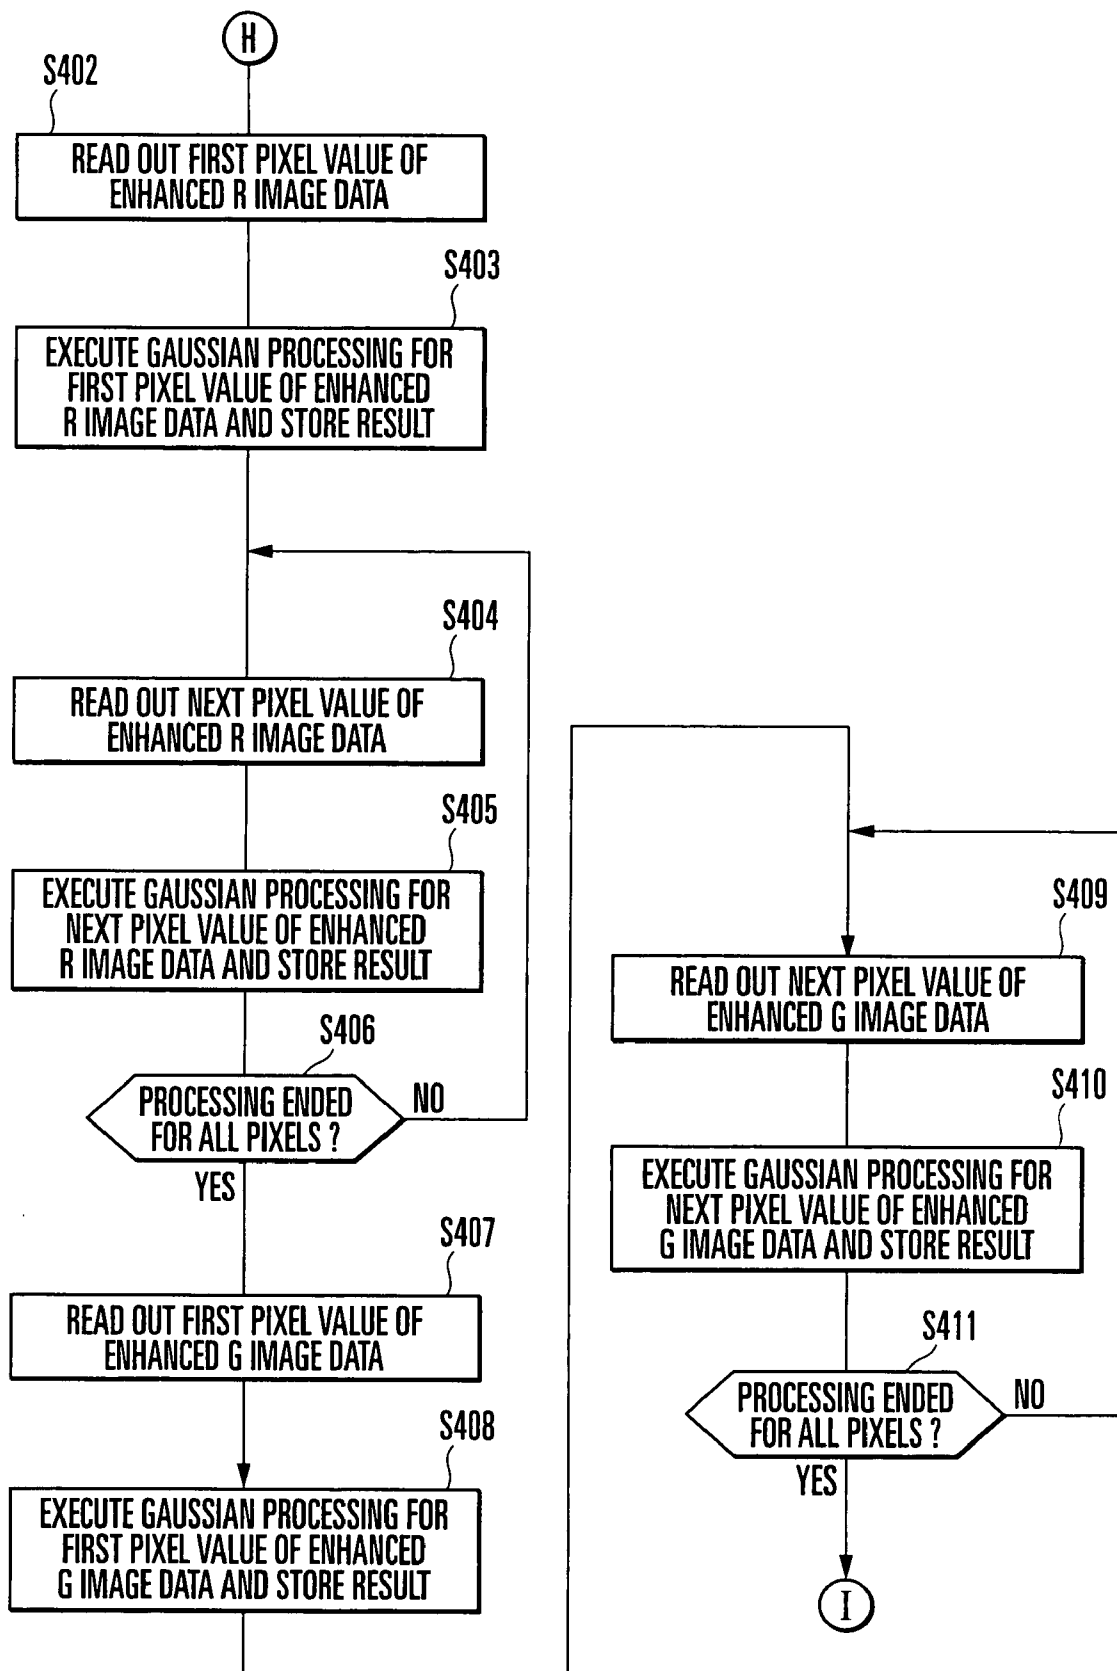 H
S402
READ OUT FIRST PIXEL VALUE OF
ENHANCED R IMAGE DATA
S403
EXECUTE GAUSSIAN PROCESSING FOR
FIRST PIXEL VALUE OF ENHANCED
R IMAGE DATA AND STORE RESULT
S404
READ OUT NEXT PIXEL VALUE OF
ENHANCED R IMAGE DATA
S405
EXECUTE GAUSSIAN PROCESSING FOR
NEXT PIXEL VALUE OF ENHANCED
R IMAGE DATA AND STORE RESULT
S406
PROCESSING ENDED
FOR ALL PIXELS ?
NO
YES
S407
READ OUT FIRST PIXEL VALUE OF
ENHANCED G IMAGE DATA
S408
EXECUTE GAUSSIAN PROCESSING FOR
FIRST PIXEL VALUE OF ENHANCED
G IMAGE DATA AND STORE RESULT
S409
READ OUT NEXT PIXEL VALUE OF
ENHANCED G IMAGE DATA
S410
EXECUTE GAUSSIAN PROCESSING FOR
NEXT PIXEL VALUE OF ENHANCED
G IMAGE DATA AND STORE RESULT
S411
PROCESSING ENDED
FOR ALL PIXELS ?
NO
YES
I